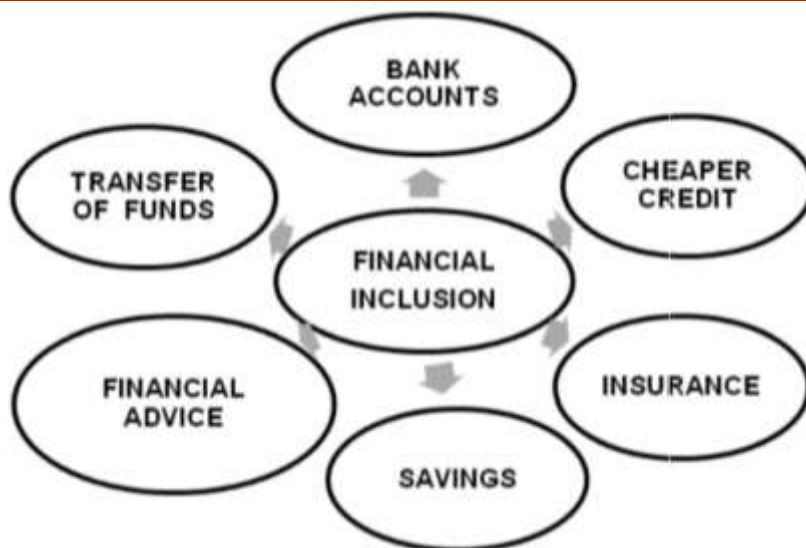 BANK
ACCOUNTS
TRANSFER
OF FUNDS
CHEAPER
CREDIT
FINANCIAL
INCLUSION
FINANCIAL
ADVICE
INSURANCE
SAVINGS